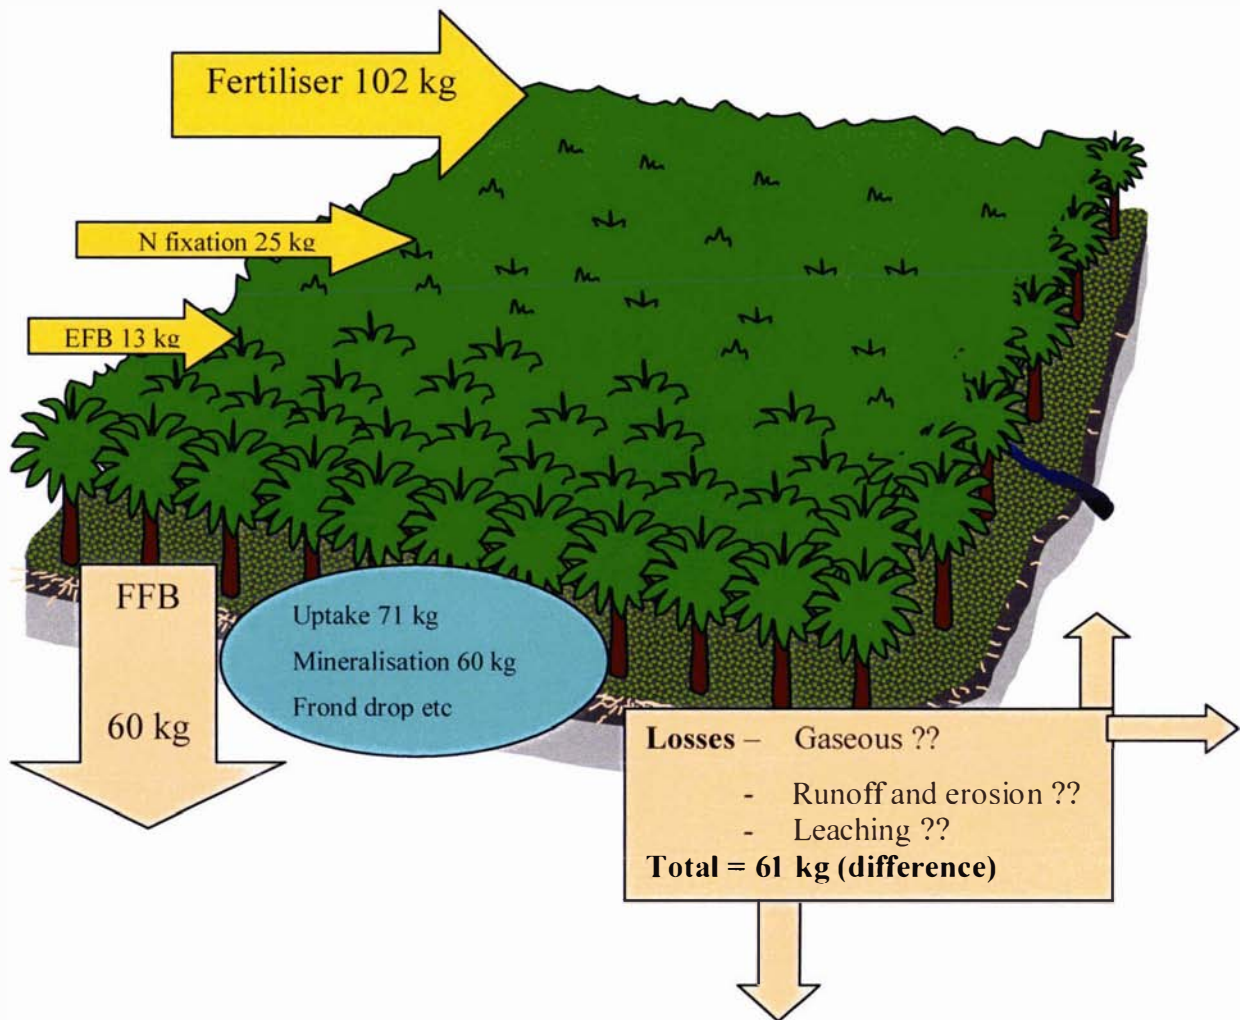 Fertiliser 102 kg
N fixation 25 kg
EFB 13 kg
FFB
60 kg
Uptake 71 kg
Mineralisation 60 kg
Frond drop etc
Losses – Gaseous ??
- Runoff and erosion ??
- Leaching ??
Total = 61 kg (difference)